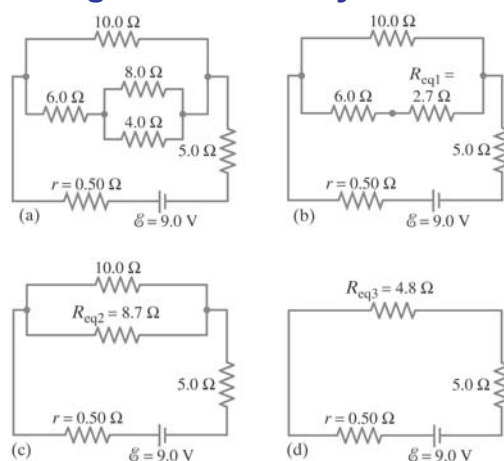 10.0 Ω
8.0 Ω
6.0 Ω
4.0 Ω
5.0 Ω
r = 0.50 Ω
(a)
ℰ = 9.0 V
10.0 Ω
R_eq1 =
6.0 Ω 2.7 Ω
5.0 Ω
r = 0.50 Ω
(b)
ℰ = 9.0 V
10.0 Ω
R_eq2 = 8.7 Ω
5.0 Ω
r = 0.50 Ω
(c)
ℰ = 9.0 V
R_eq3 = 4.8 Ω
5.0 Ω
r = 0.50 Ω
(d)
ℰ = 9.0 V